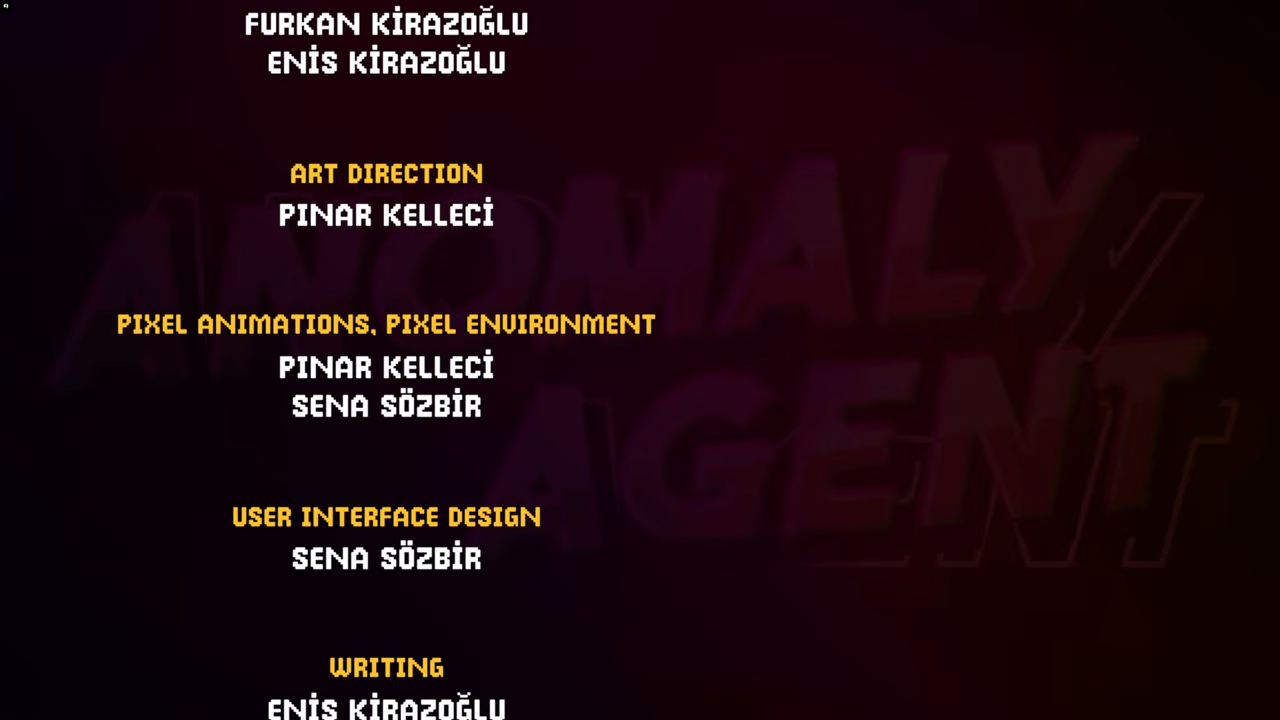 FURKAN KİRAZOĞLU
ENİS KİRAZOĞLU
ART DIRECTION
PINAR KELLECİ
PIXEL ANIMATIONS, PIXEL ENVIRONMENT
PINAR KELLECİ
SENA SÖZBİR
USER INTERFACE DESIGN
SENA SÖZBİR
WRITING
ENİS KİRAZOĞLU
ANOMALY
AGENT